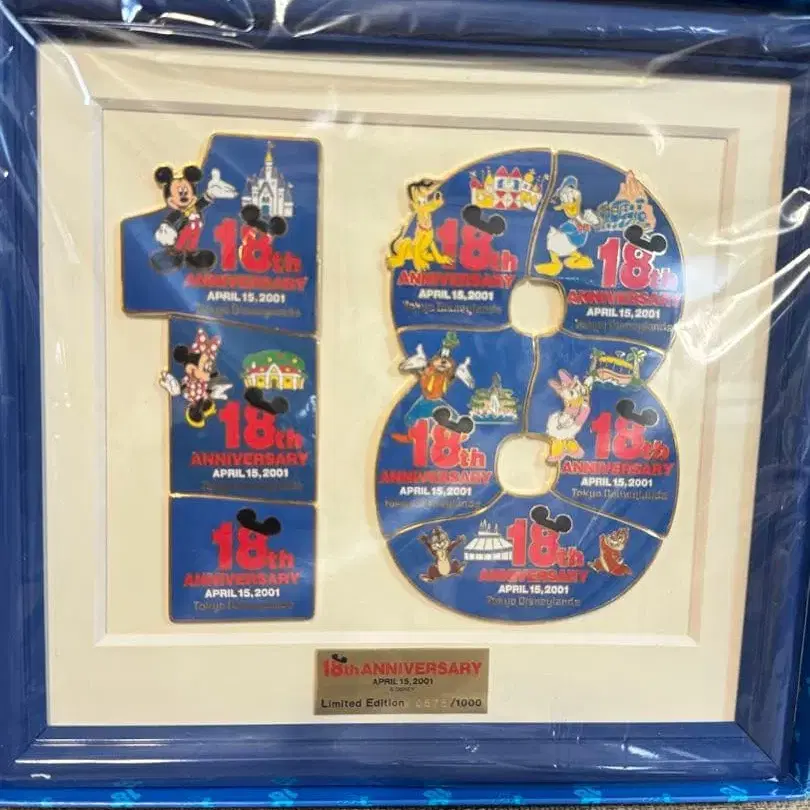 18th
ANNIVERSARY
APRIL 15, 2001
Tokyo Disneyland®
18th
ANNIVERSARY
APRIL 15, 2001
Tokyo Disneyland®
18th
ANNIVERSARY
APRIL 15, 2001
Tokyo Disneyland®
18th
ANNIVERSARY
APRIL 15, 2001
Tokyo Disneyland®
18th
ANNIVERSARY
APRIL 15, 2001
Tokyo Disneyland®
18th
ANNIVERSARY
APRIL 15, 2001
Tokyo Disneyland®
18th
ANNIVERSARY
APRIL 15, 2001
Tokyo Disneyland®
18th
ANNIVERSARY
APRIL 15, 2001
Tokyo Disneyland®
18th ANNIVERSARY
APRIL 15, 2001
© DISNEY
Limited Edition /1000